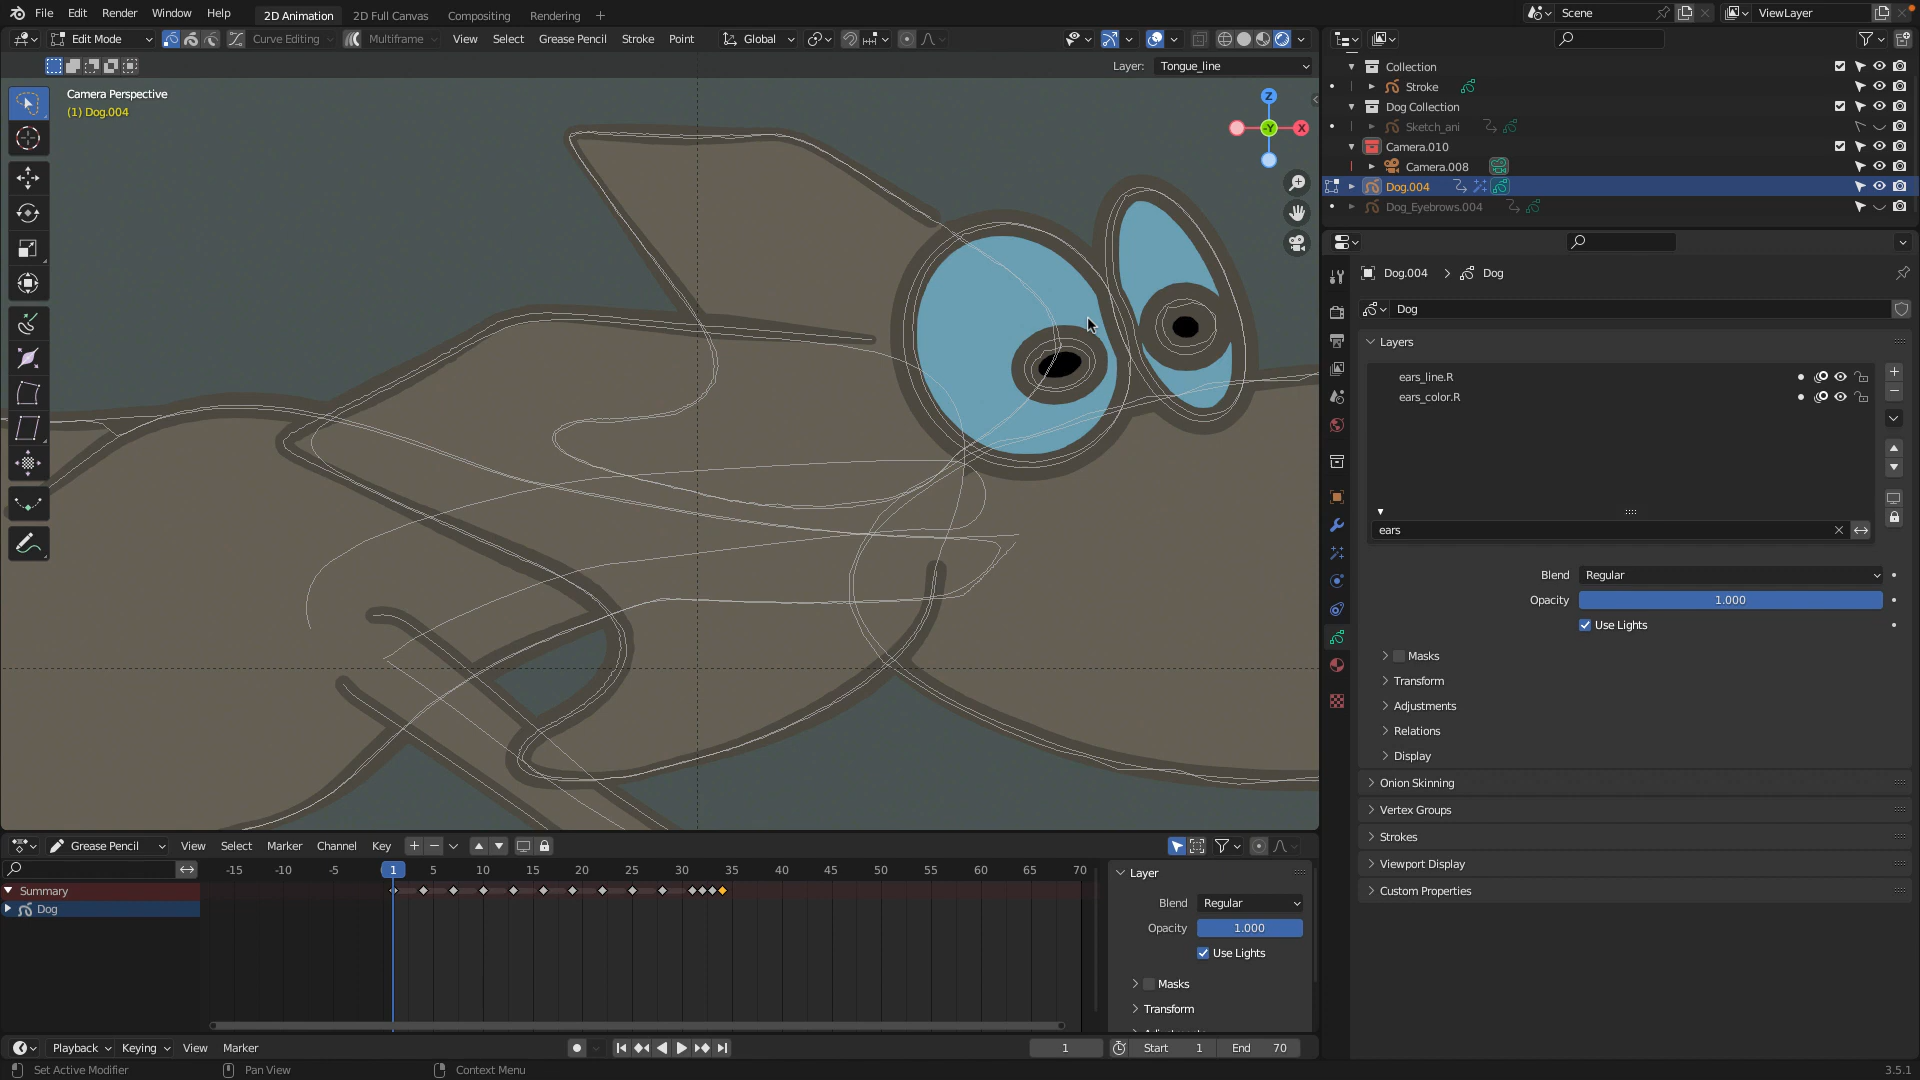 File Edit Render Window Help 2D Animation 2D Full Canvas Compositing Rendering + Scene ViewLayer
Edit Mode Curve Editing Multiframe View Select Grease Pencil Stroke Point Global
Layer: Tongue_line
Camera Perspective
(1) Dog.004
Z
-Y X
Collection
Stroke
Dog Collection
Sketch_ani
Camera.010
Camera.008
Dog.004
Dog_Eyebrows.004
Dog.004 > Dog
Dog
Layers
ears_line.R
ears_color.R
ears
Blend Regular
Opacity 1.000
Use Lights
Masks
Transform
Adjustments
Relations
Display
Onion Skinning
Vertex Groups
Strokes
Viewport Display
Custom Properties
Grease Pencil View Select Marker Channel Key
-15 -10 -5 1 5 10 15 20 25 30 35 40 45 50 55 60 65 70
Summary
Dog
Layer
Blend Regular
Opacity 1.000
Use Lights
Masks
Transform
Playback Keying View Marker 1 Start 1 End 70
Set Active Modifier Pan View Context Menu 3.5.1